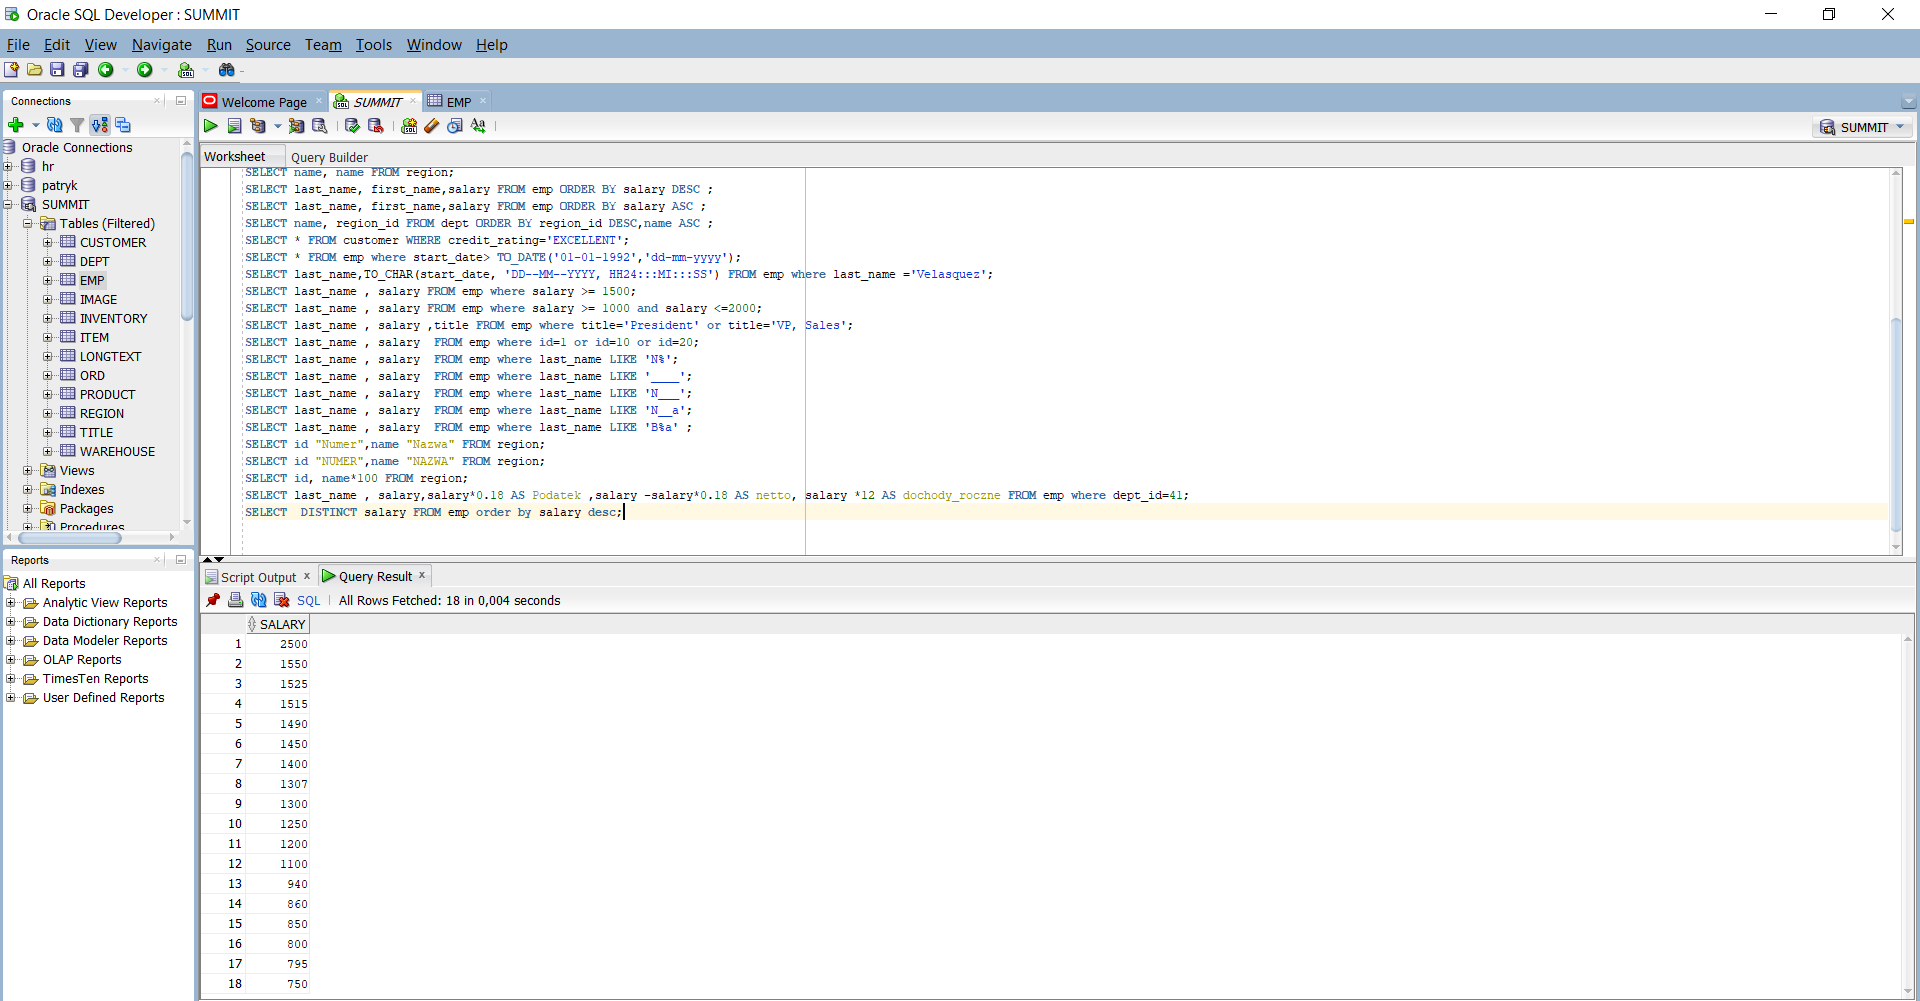 Oracle SQL Developer : SUMMIT
File Edit View Navigate Run Source Team Tools Window Help
Connections
Welcome Page
SUMMIT
EMP
SUMMIT
Worksheet
Query Builder
Oracle Connections
hr
patryk
SUMMIT
Tables (Filtered)
CUSTOMER
DEPT
EMP
IMAGE
INVENTORY
ITEM
LONGTEXT
ORD
PRODUCT
REGION
TITLE
WAREHOUSE
Views
Indexes
Packages
Procedures
SELECT name, name FROM region;
SELECT last_name, first_name,salary FROM emp ORDER BY salary DESC ;
SELECT last_name, first_name,salary FROM emp ORDER BY salary ASC ;
SELECT name, region_id FROM dept ORDER BY region_id DESC,name ASC ;
SELECT * FROM customer WHERE credit_rating='EXCELLENT';
SELECT * FROM emp where start_date> TO_DATE('01-01-1992','dd-mm-yyyy');
SELECT last_name,TO_CHAR(start_date, 'DD--MM--YYYY, HH24:::MI:::SS') FROM emp where last_name ='Velasquez';
SELECT last_name , salary FROM emp where salary >= 1500;
SELECT last_name , salary FROM emp where salary >= 1000 and salary <=2000;
SELECT last_name , salary ,title FROM emp where title='President' or title='VP, Sales';
SELECT last_name , salary  FROM emp where id=1 or id=10 or id=20;
SELECT last_name , salary  FROM emp where last_name LIKE 'N%';
SELECT last_name , salary  FROM emp where last_name LIKE '____';
SELECT last_name , salary  FROM emp where last_name LIKE 'N___';
SELECT last_name , salary  FROM emp where last_name LIKE 'N__a';
SELECT last_name , salary  FROM emp where last_name LIKE 'B%a' ;
SELECT id "Numer",name "Nazwa" FROM region;
SELECT id "NUMER",name "NAZWA" FROM region;
SELECT id, name*100 FROM region;
SELECT last_name , salary,salary*0.18 AS Podatek ,salary -salary*0.18 AS netto, salary *12 AS dochody_roczne FROM emp where dept_id=41;
SELECT  DISTINCT salary FROM emp order by salary desc;
Reports
All Reports
Analytic View Reports
Data Dictionary Reports
Data Modeler Reports
OLAP Reports
TimesTen Reports
User Defined Reports
Script Output
Query Result
SQL
All Rows Fetched: 18 in 0,004 seconds
SALARY
1 2500
2 1550
3 1525
4 1515
5 1490
6 1450
7 1400
8 1307
9 1300
10 1250
11 1200
12 1100
13 940
14 860
15 850
16 800
17 795
18 750